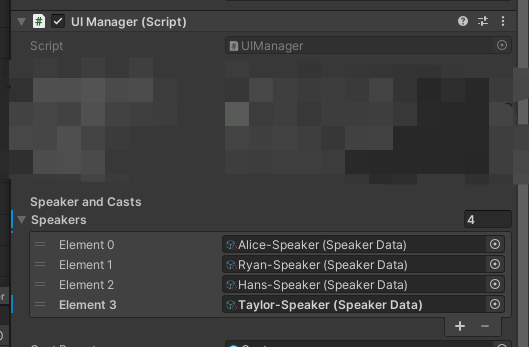 UI Manager (Script)
Script UIManager
Speaker and Casts
Speakers 4
Element 0 Alice-Speaker (Speaker Data)
Element 1 Ryan-Speaker (Speaker Data)
Element 2 Hans-Speaker (Speaker Data)
Element 3 Taylor-Speaker (Speaker Data)
+ −